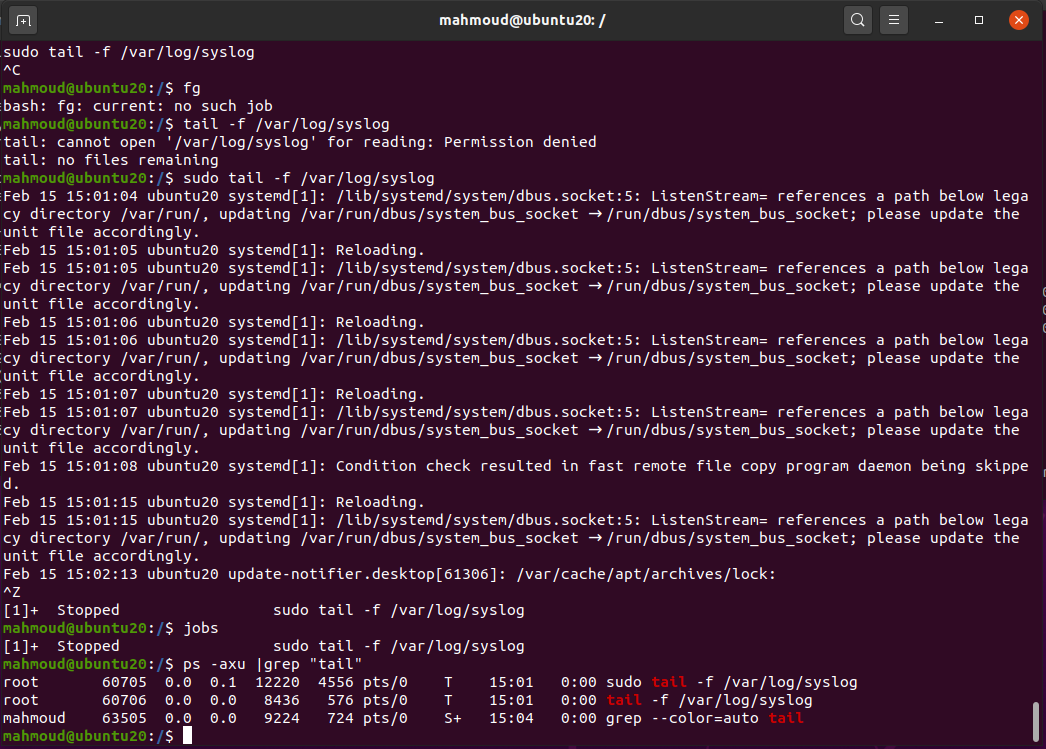 mahmoud@ubuntu20: /
sudo tail -f /var/log/syslog
^C
mahmoud@ubuntu20:/$ fg
bash: fg: current: no such job
mahmoud@ubuntu20:/$ tail -f /var/log/syslog
tail: cannot open '/var/log/syslog' for reading: Permission denied
tail: no files remaining
mahmoud@ubuntu20:/$ sudo tail -f /var/log/syslog
Feb 15 15:01:04 ubuntu20 systemd[1]: /lib/systemd/system/dbus.socket:5: ListenStream= references a path below lega
cy directory /var/run/, updating /var/run/dbus/system_bus_socket → /run/dbus/system_bus_socket; please update the
unit file accordingly.
Feb 15 15:01:05 ubuntu20 systemd[1]: Reloading.
Feb 15 15:01:05 ubuntu20 systemd[1]: /lib/systemd/system/dbus.socket:5: ListenStream= references a path below lega
cy directory /var/run/, updating /var/run/dbus/system_bus_socket → /run/dbus/system_bus_socket; please update the
unit file accordingly.
Feb 15 15:01:06 ubuntu20 systemd[1]: Reloading.
Feb 15 15:01:06 ubuntu20 systemd[1]: /lib/systemd/system/dbus.socket:5: ListenStream= references a path below lega
cy directory /var/run/, updating /var/run/dbus/system_bus_socket → /run/dbus/system_bus_socket; please update the
unit file accordingly.
Feb 15 15:01:07 ubuntu20 systemd[1]: Reloading.
Feb 15 15:01:07 ubuntu20 systemd[1]: /lib/systemd/system/dbus.socket:5: ListenStream= references a path below lega
cy directory /var/run/, updating /var/run/dbus/system_bus_socket → /run/dbus/system_bus_socket; please update the
unit file accordingly.
Feb 15 15:01:08 ubuntu20 systemd[1]: Condition check resulted in fast remote file copy program daemon being skippe
d.
Feb 15 15:01:15 ubuntu20 systemd[1]: Reloading.
Feb 15 15:01:15 ubuntu20 systemd[1]: /lib/systemd/system/dbus.socket:5: ListenStream= references a path below lega
cy directory /var/run/, updating /var/run/dbus/system_bus_socket → /run/dbus/system_bus_socket; please update the
unit file accordingly.
Feb 15 15:02:13 ubuntu20 update-notifier.desktop[61306]: /var/cache/apt/archives/lock:
^Z
[1]+  Stopped                 sudo tail -f /var/log/syslog
mahmoud@ubuntu20:/$ jobs
[1]+  Stopped                 sudo tail -f /var/log/syslog
mahmoud@ubuntu20:/$ ps -axu |grep "tail"
root       60705  0.0  0.1  12220  4556 pts/0    T    15:01   0:00 sudo tail -f /var/log/syslog
root       60706  0.0  0.0   8436   576 pts/0    T    15:01   0:00 tail -f /var/log/syslog
mahmoud    63505  0.0  0.0   9224   724 pts/0    S+   15:04   0:00 grep --color=auto tail
mahmoud@ubuntu20:/$